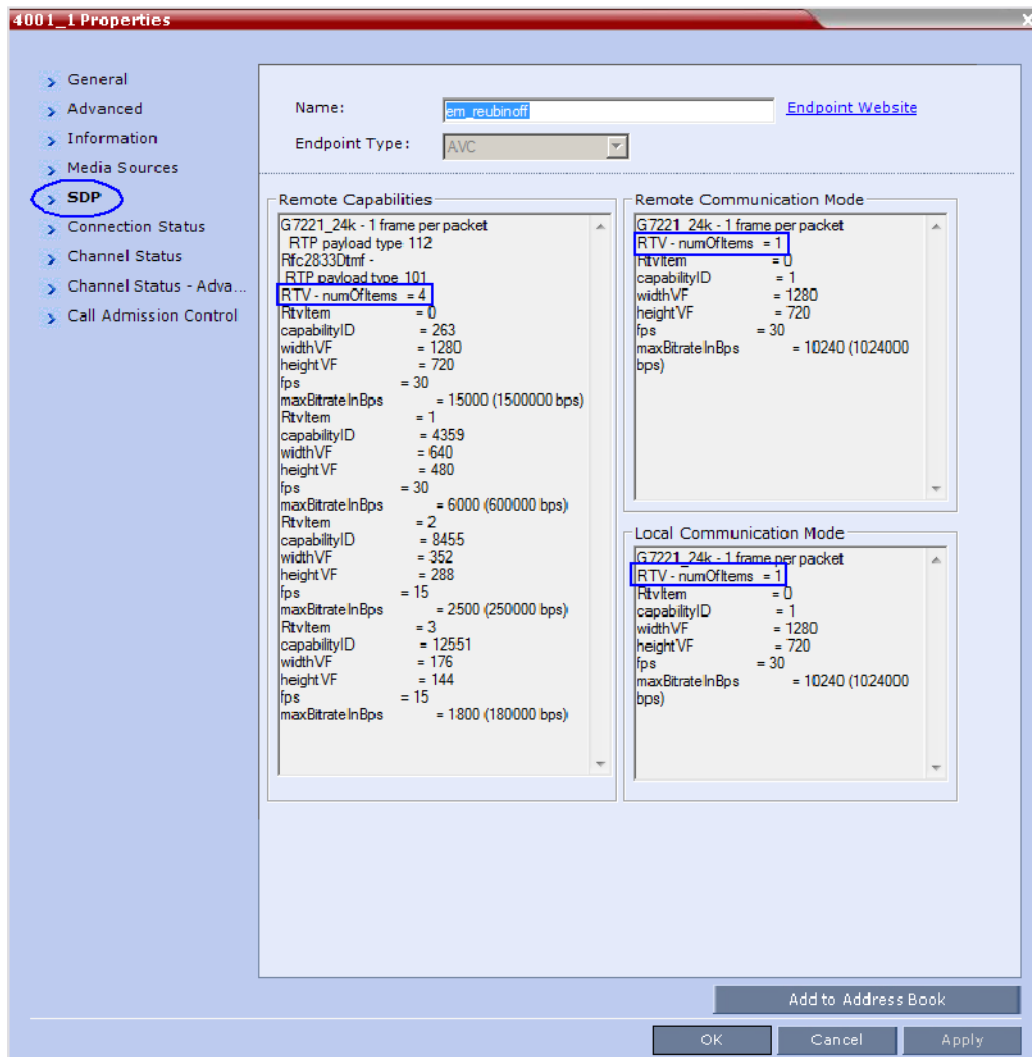 4001_1 Properties
General
Advanced
Information
Media Sources
SDP
Connection Status
Channel Status
Channel Status - Adva...
Call Admission Control
Name:
em_reubinoff
Endpoint Website
Endpoint Type:
AVC
Remote Capabilities
G7221_24k - 1 frame per packet
RTP payload type 112
Rfc2833Dtmf -
RTP payload type 101
RTV - numOfItems = 4
RtvItem = 0
capabilityID = 263
widthVF = 1280
heightVF = 720
fps = 30
maxBitrateInBps = 15000 (1500000 bps)
RtvItem = 1
capabilityID = 4359
widthVF = 640
heightVF = 480
fps = 30
maxBitrateInBps = 6000 (600000 bps)
RtvItem = 2
capabilityID = 8455
widthVF = 352
heightVF = 288
fps = 15
maxBitrateInBps = 2500 (250000 bps)
RtvItem = 3
capabilityID = 12551
widthVF = 176
heightVF = 144
fps = 15
maxBitrateInBps = 1800 (180000 bps)
Remote Communication Mode
G7221_24k - 1 frame per packet
RTV - numOfItems = 1
RtvItem = 0
capabilityID = 1
widthVF = 1280
heightVF = 720
fps = 30
maxBitrateInBps = 10240 (1024000
bps)
Local Communication Mode
G7221_24k - 1 frame per packet
RTV - numOfItems = 1
RtvItem = 0
capabilityID = 1
widthVF = 1280
heightVF = 720
fps = 30
maxBitrateInBps = 10240 (1024000
bps)
Add to Address Book
OK
Cancel
Apply